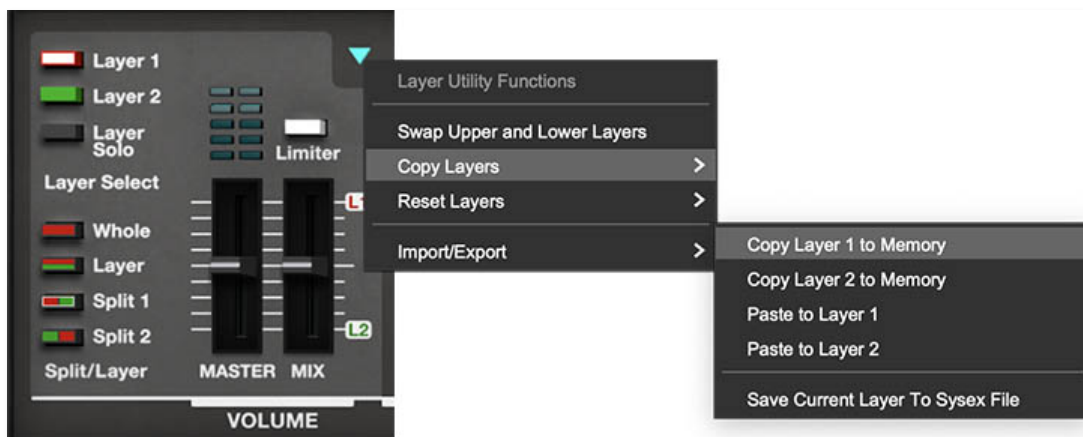 Layer 1
Layer 2
Layer
Solo
Limiter
Layer Select
L1
Whole
Layer
Split 1
Split 2
L2
Split/Layer
MASTER MIX
VOLUME
Layer Utility Functions
Swap Upper and Lower Layers
Copy Layers
Reset Layers
Import/Export
Copy Layer 1 to Memory
Copy Layer 2 to Memory
Paste to Layer 1
Paste to Layer 2
Save Current Layer To Sysex File